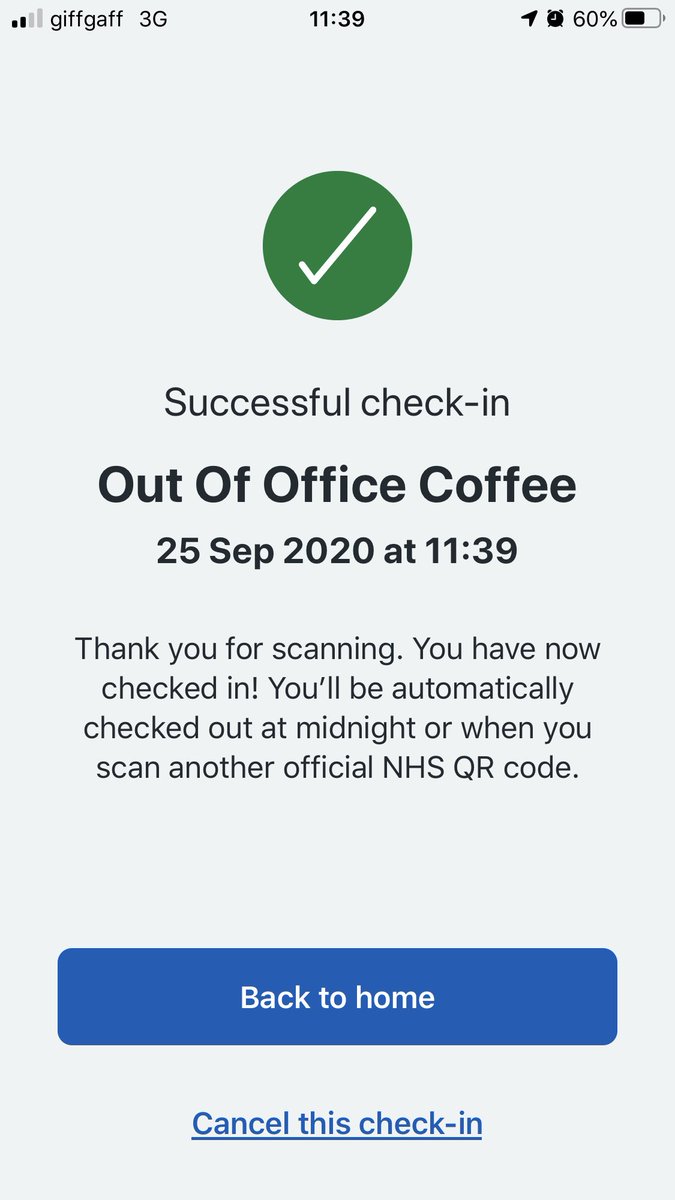 giffgaff 3G 11:39 60%
Successful check-in
Out Of Office Coffee
25 Sep 2020 at 11:39
Thank you for scanning. You have now
checked in! You’ll be automatically
checked out at midnight or when you
scan another official NHS QR code.
Back to home
Cancel this check-in